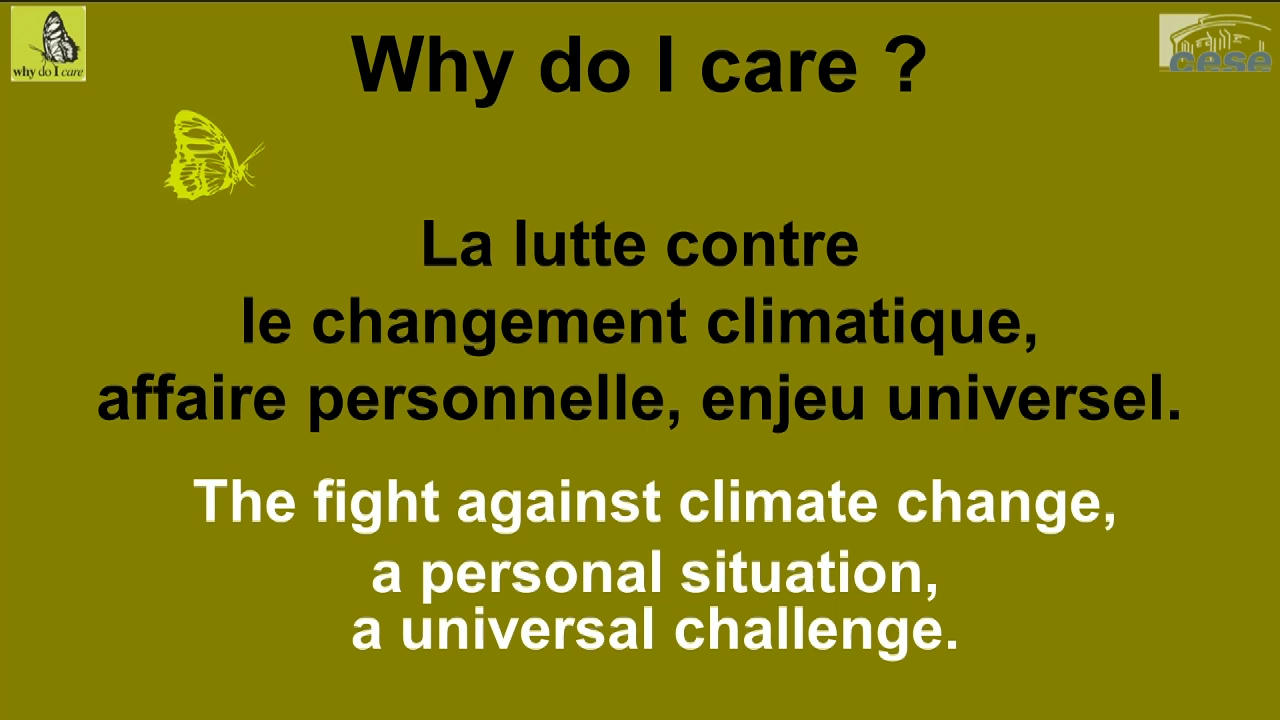 why do I care
cese
Why do I care ?
La lutte contre
le changement climatique,
affaire personnelle, enjeu universel.
The fight against climate change,
a personal situation,
a universal challenge.